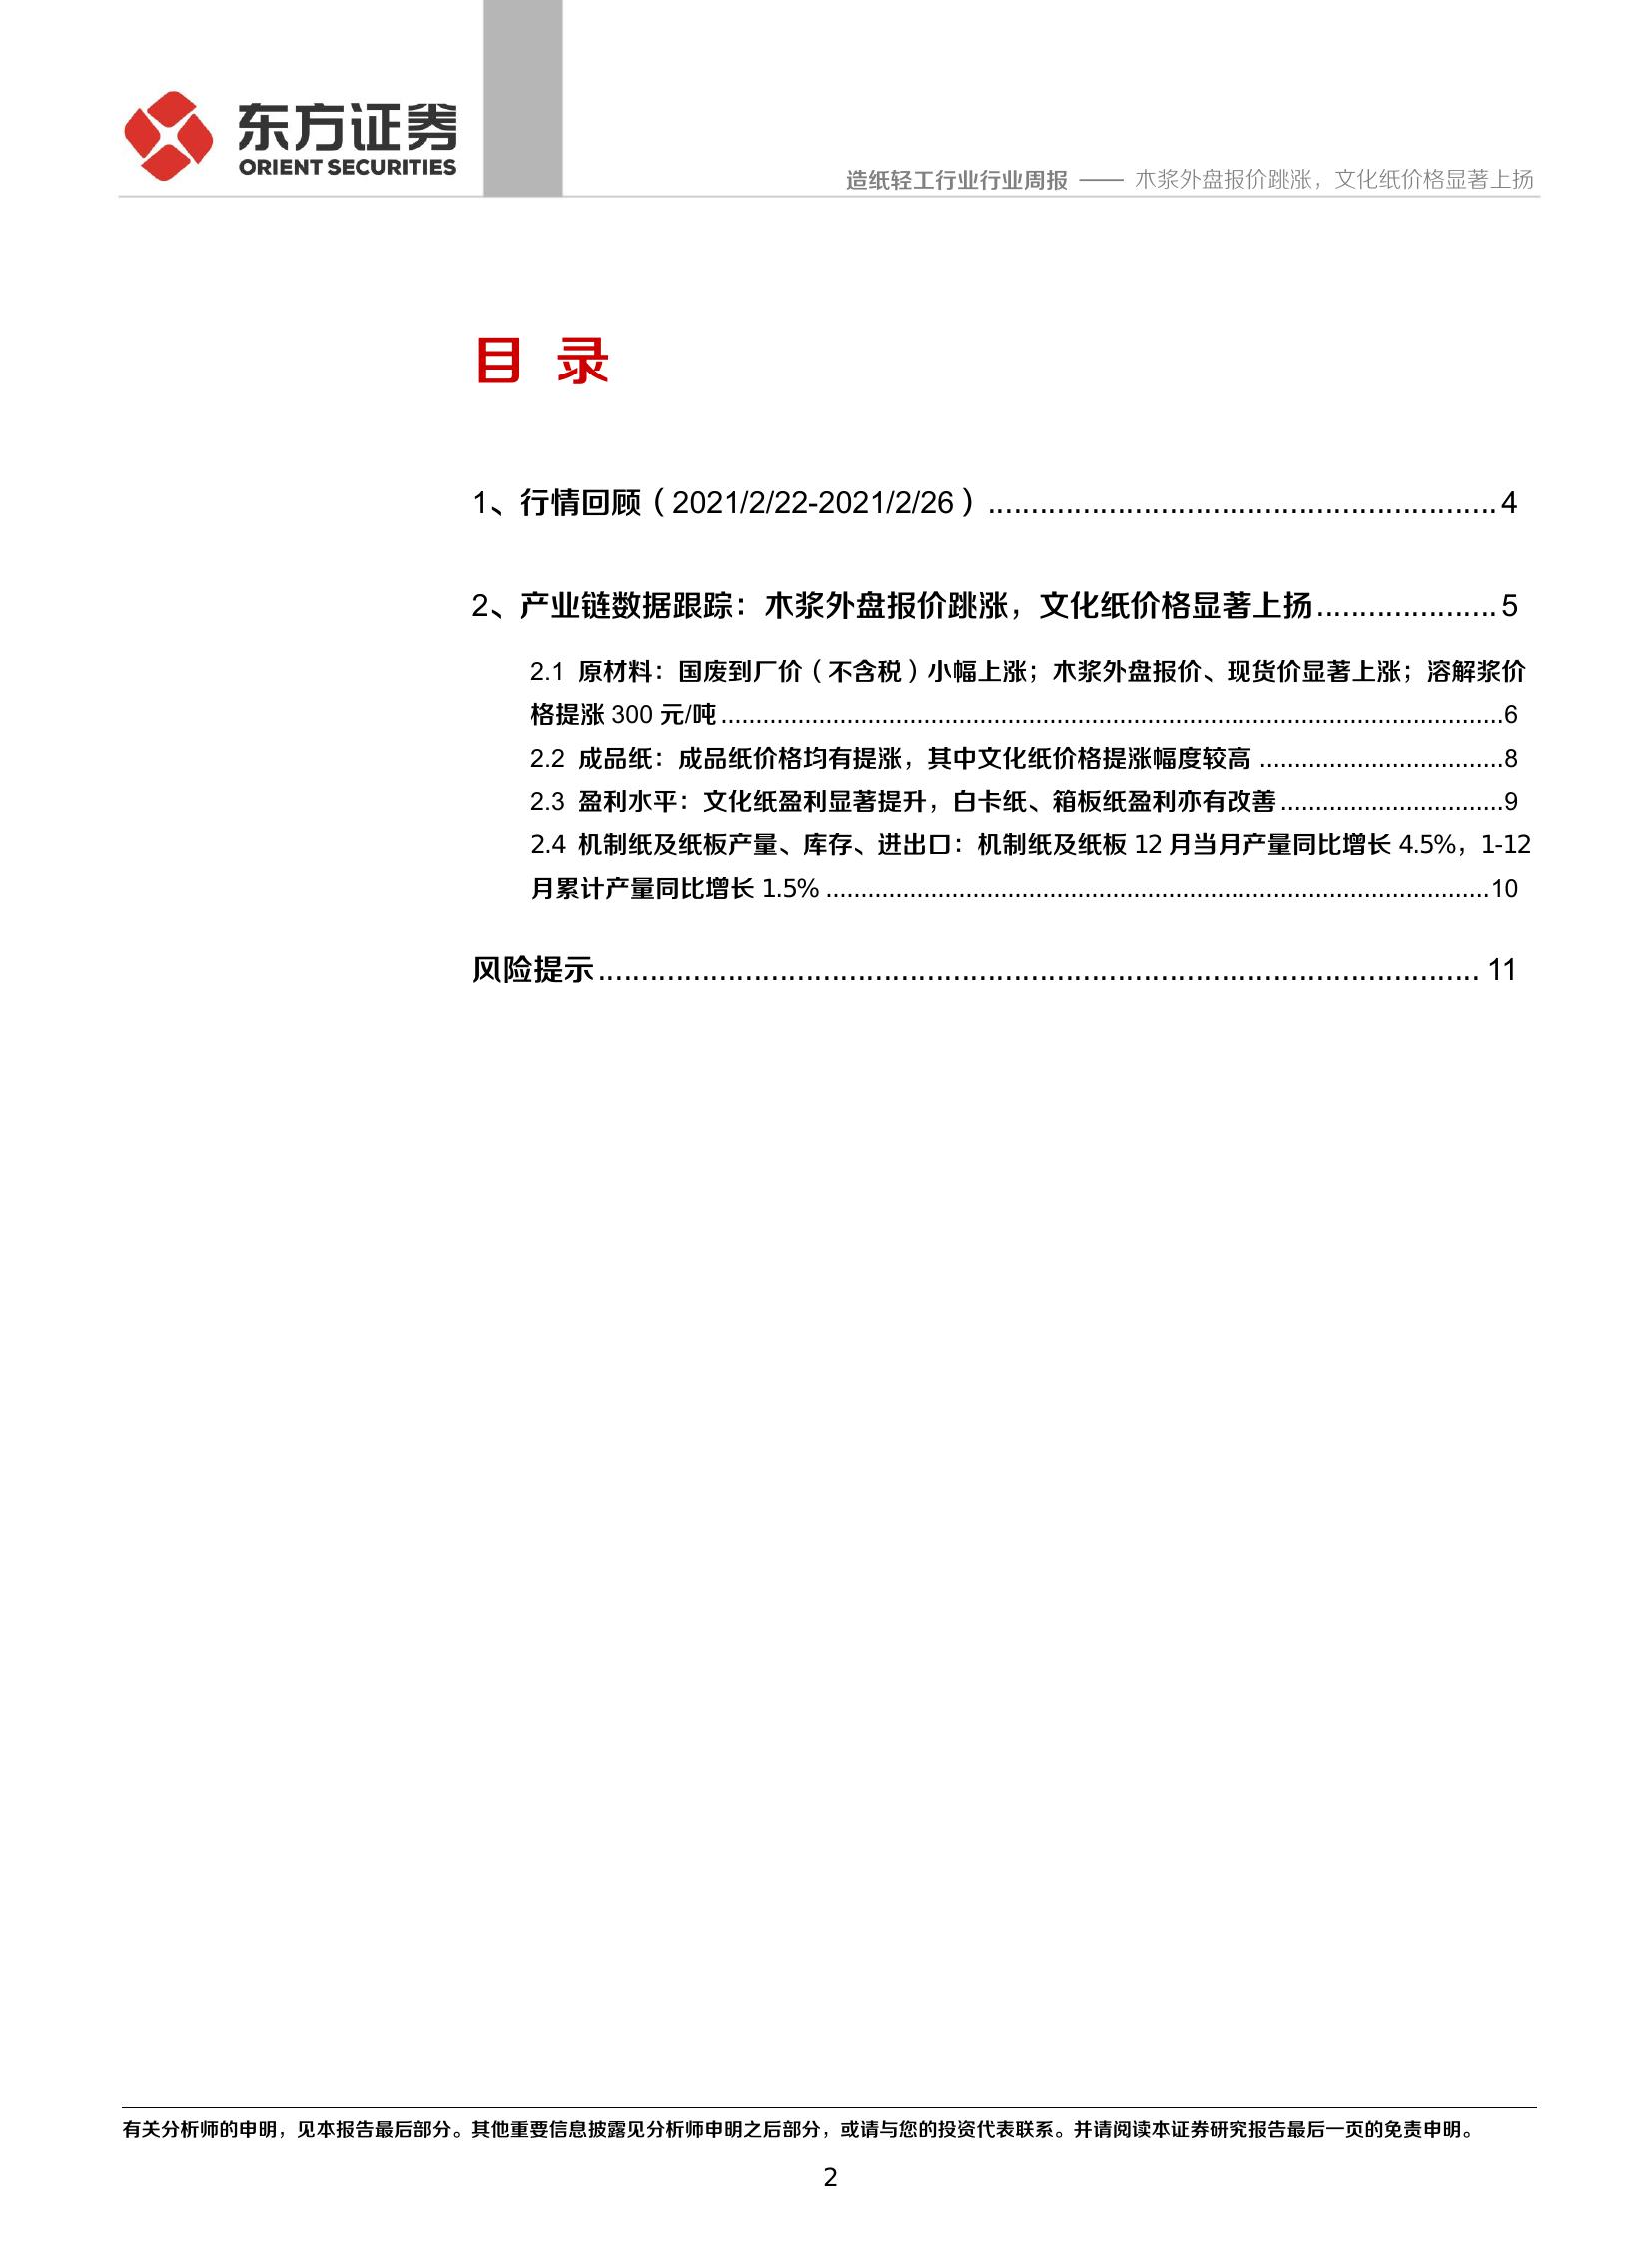 东方证券
ORIENT SECURITIES
造纸轻工行业行业周报 —— 木浆外盘报价跳涨，文化纸价格显著上扬
目 录
1、行情回顾（2021/2/22-2021/2/26）.......................................................... 4
2、产业链数据跟踪：木浆外盘报价跳涨，文化纸价格显著上扬..................... 5
2.1 原材料：国废到厂价（不含税）小幅上涨；木浆外盘报价、现货价显著上涨；溶解浆价
格提涨 300 元/吨................................................................................................................6
2.2 成品纸：成品纸价格均有提涨，其中文化纸价格提涨幅度较高 ...................................8
2.3 盈利水平：文化纸盈利显著提升，白卡纸、箱板纸盈利亦有改善................................9
2.4 机制纸及纸板产量、库存、进出口：机制纸及纸板 12 月当月产量同比增长 4.5%，1-12
月累计产量同比增长 1.5% ...............................................................................................10
风险提示...................................................................................................... 11
有关分析师的申明，见本报告最后部分。其他重要信息披露见分析师申明之后部分，或请与您的投资代表联系。并请阅读本证券研究报告最后一页的免责申明。
2